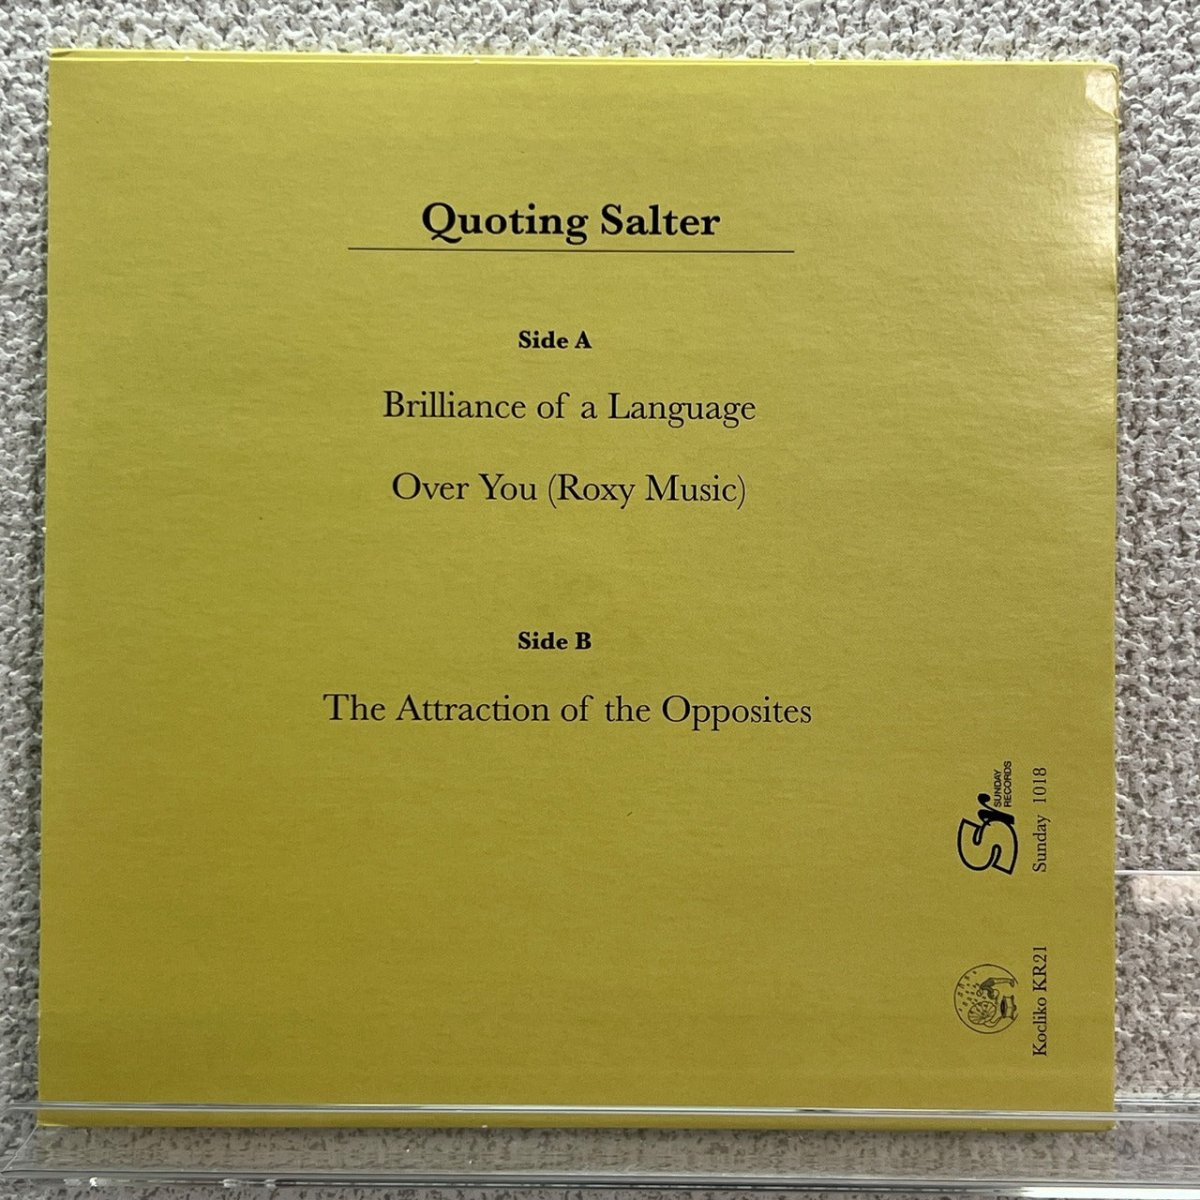 Quoting Salter
Side A
Brilliance of a Language
Over You (Roxy Music)
Side B
The Attraction of the Opposites
Sr
SUNDAY
RECORDS
Sunday 1018
Kocliko KR21